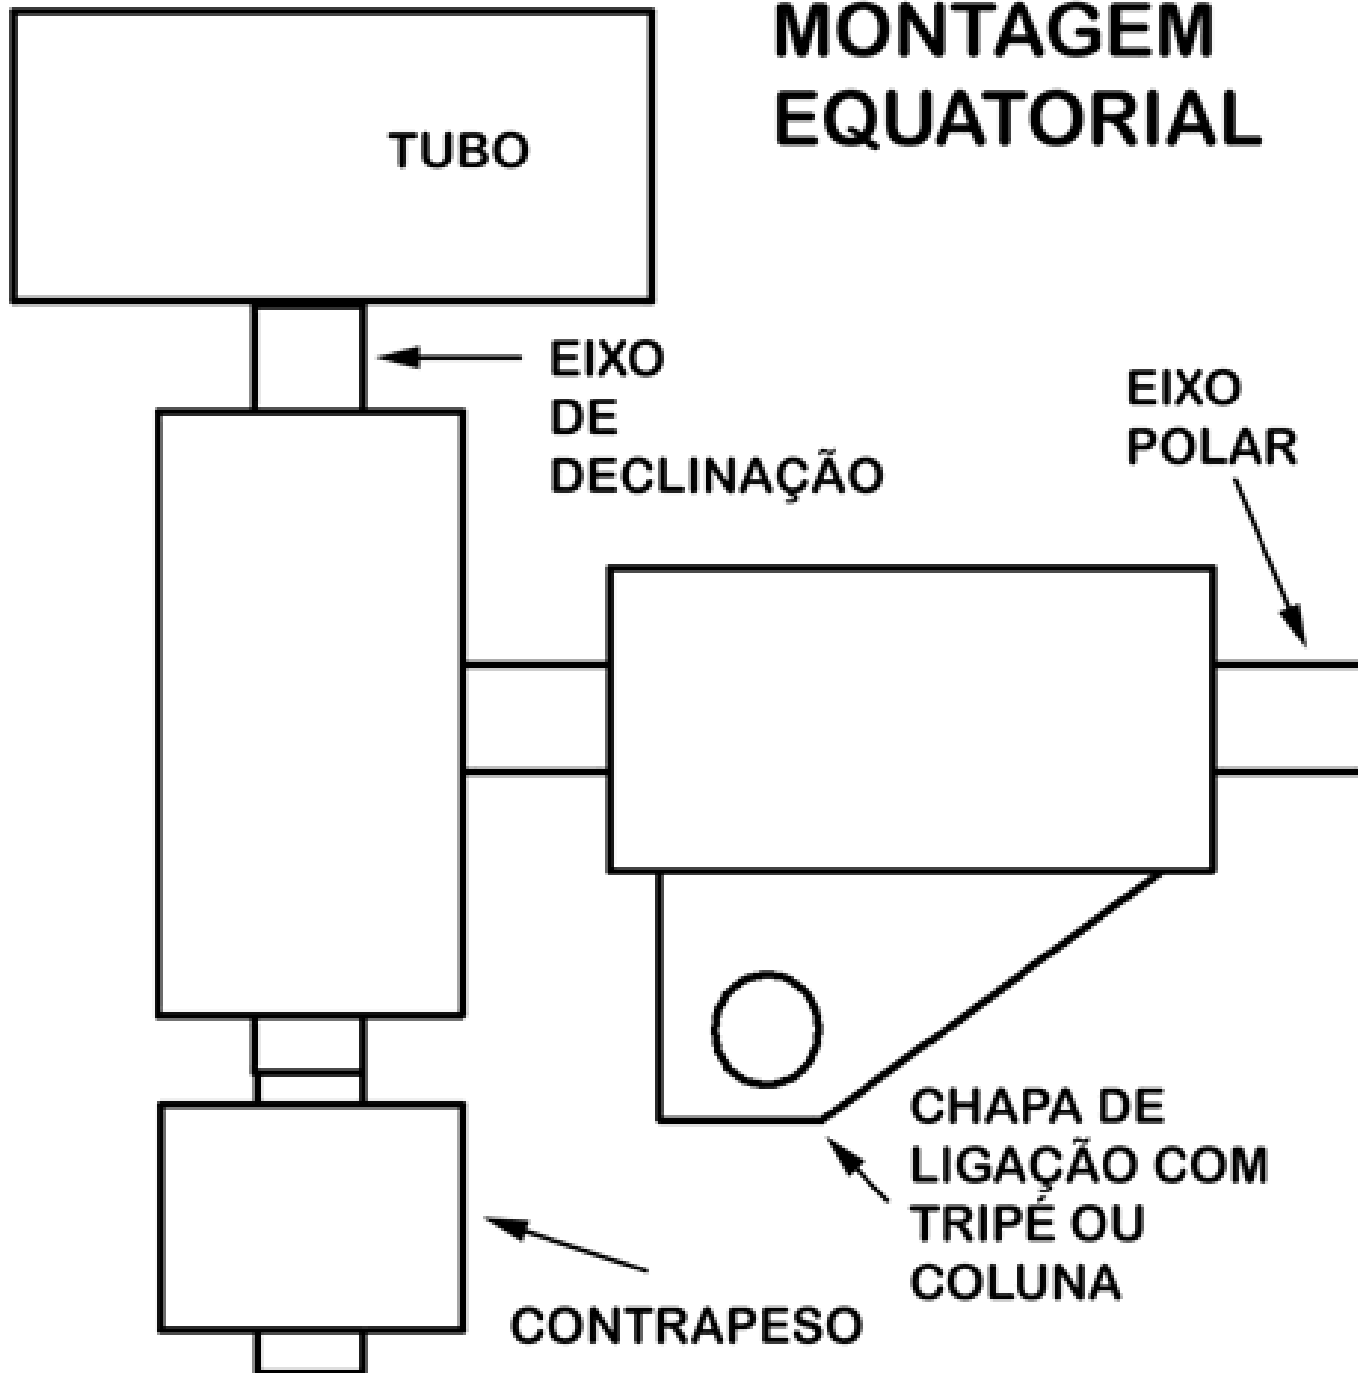 MONTAGEM
EQUATORIAL
TUBO
EIXO
DE
DECLINAÇÃO
EIXO
POLAR
CHAPA DE
LIGAÇÃO COM
TRIPÉ OU
COLUNA
CONTRAPESO